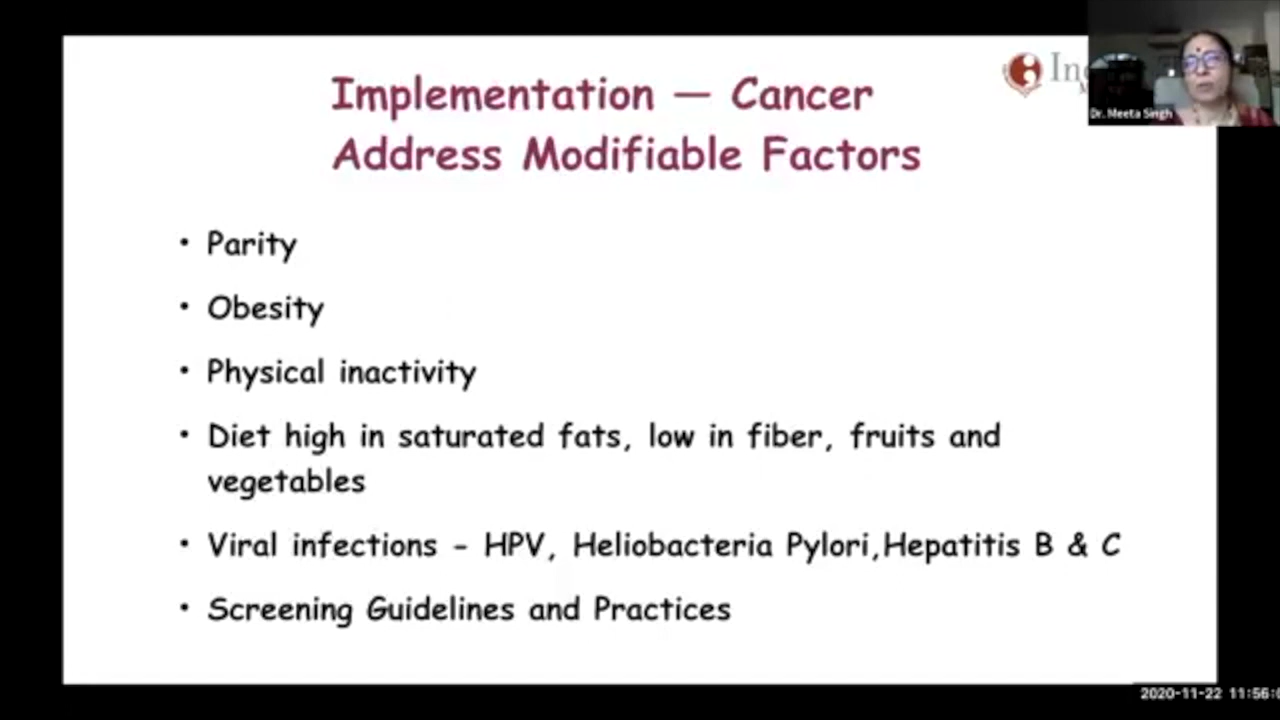 Implementation — Cancer
Address Modifiable Factors
Dr. Meeta Singh
• Parity
• Obesity
• Physical inactivity
• Diet high in saturated fats, low in fiber, fruits and
vegetables
• Viral infections - HPV, Heliobacteria Pylori,Hepatitis B & C
• Screening Guidelines and Practices
2020-11-22 11:56: